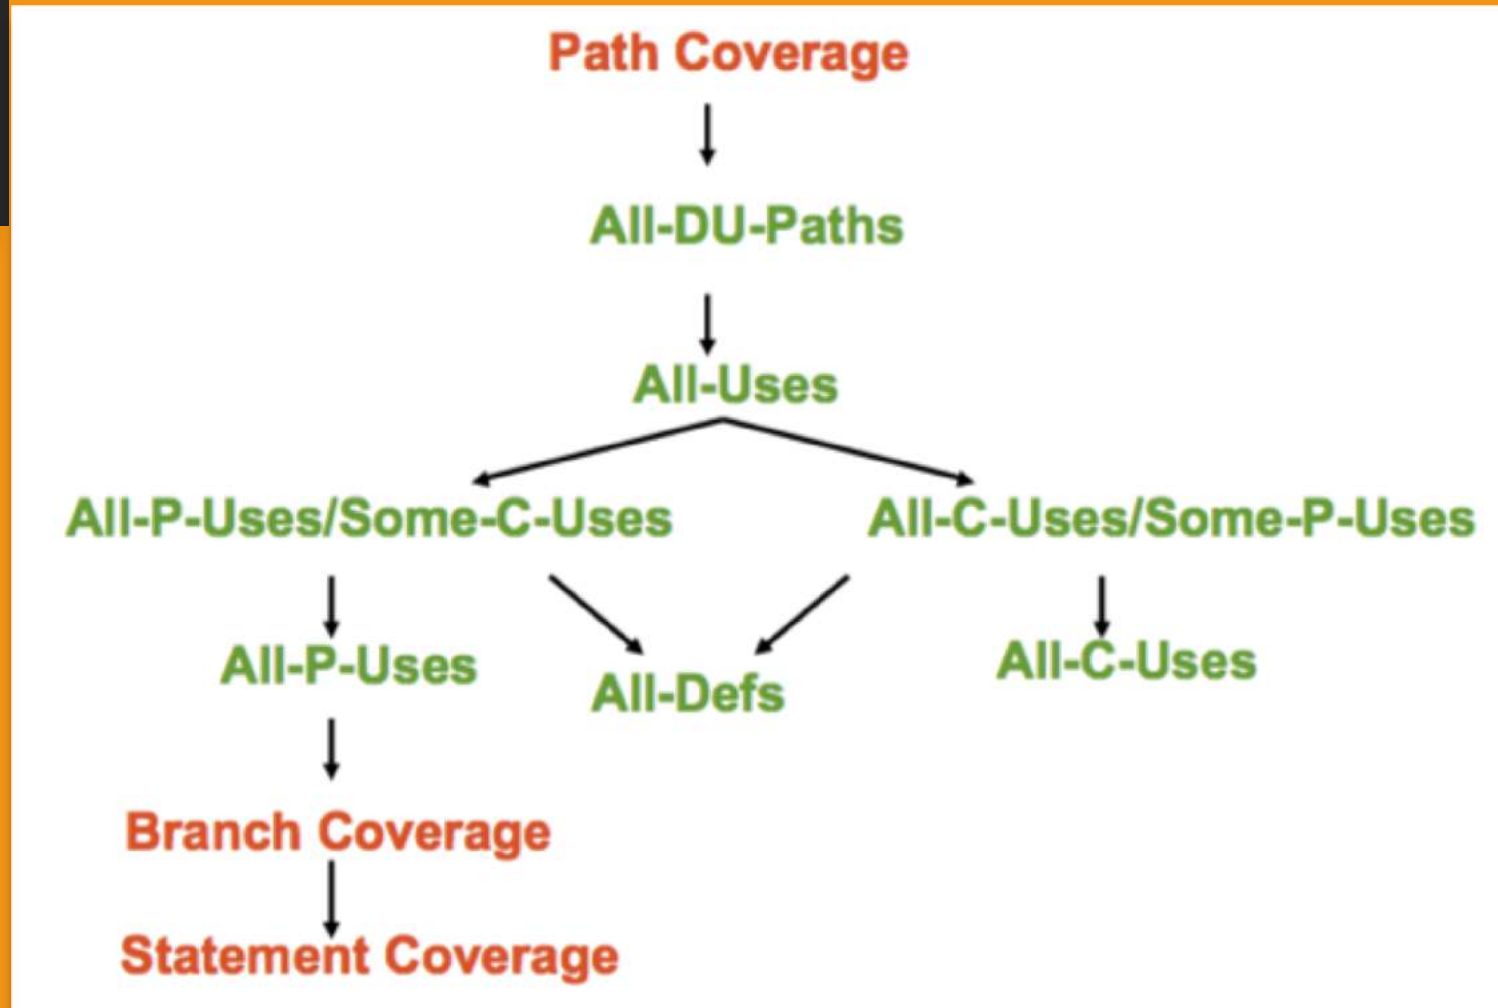 Path Coverage
All-DU-Paths
All-Uses
All-P-Uses/Some-C-Uses
All-C-Uses/Some-P-Uses
All-P-Uses
All-Defs
All-C-Uses
Branch Coverage
Statement Coverage